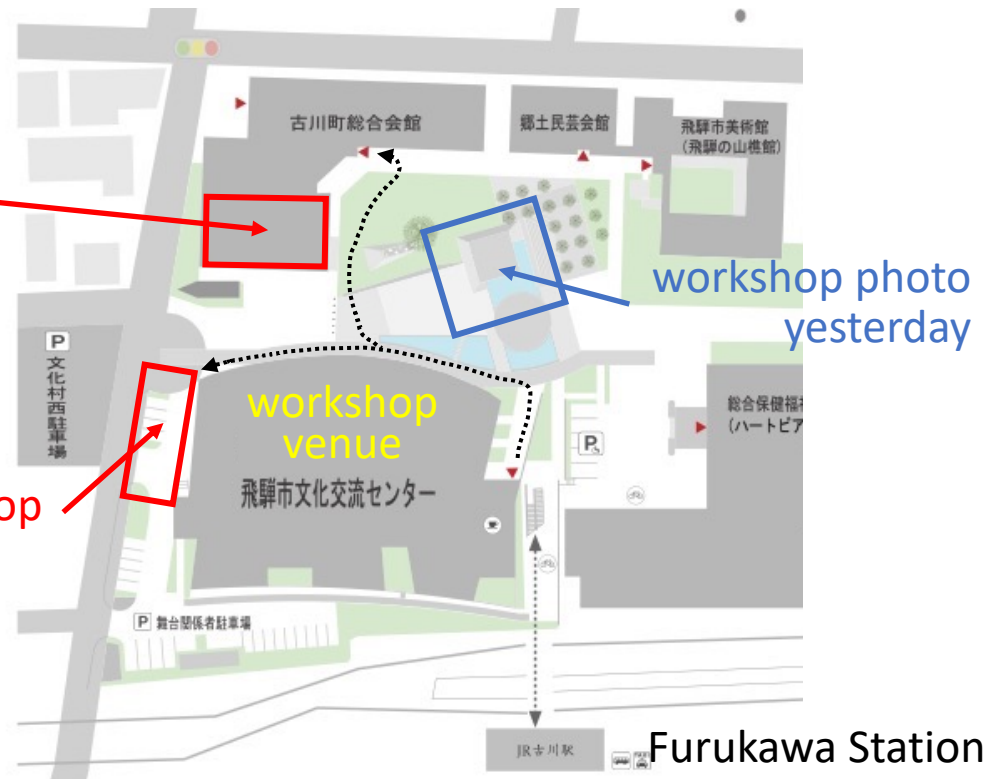 古川町総合会館
郷土民芸会館
飛騨市美術館
(飛騨の山樵館)
workshop photo
yesterday
P
文化村西駐車場
workshop
venue
飛騨市文化交流センター
P
総合保健福祉
(ハートピア
op
P 舞台関係者駐車場
JR古川駅
Furukawa Station